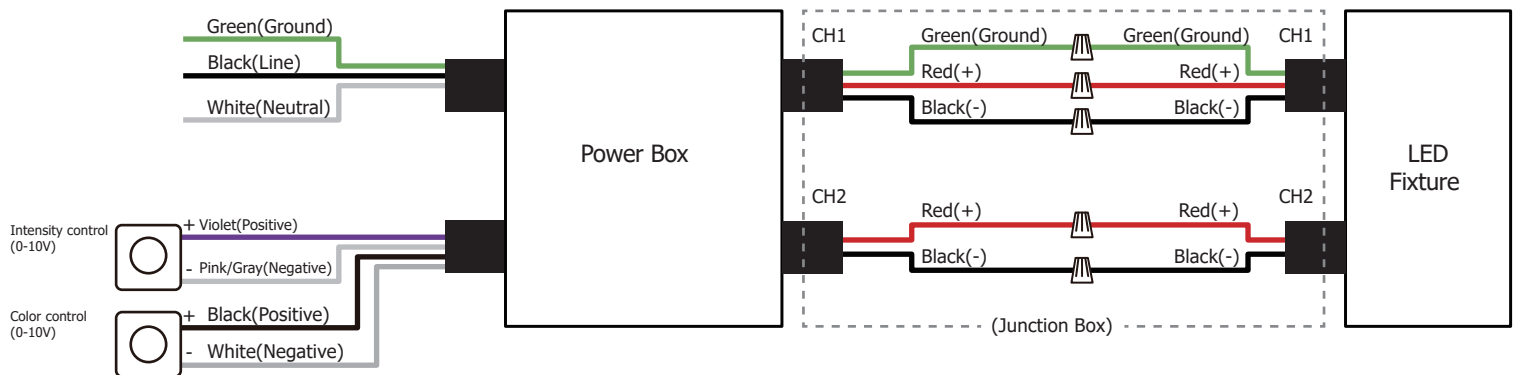 Green(Ground)
Black(Line)
White(Neutral)
Intensity control
(0-10V)
+ Violet(Positive)
- Pink/Gray(Negative)
Color control
(0-10V)
+ Black(Positive)
- White(Negative)
Power Box
CH1
Green(Ground)
Green(Ground)
CH1
Red(+)
Red(+)
Black(-)
Black(-)
CH2
CH2
Red(+)
Red(+)
Black(-)
Black(-)
(Junction Box)
LED
Fixture